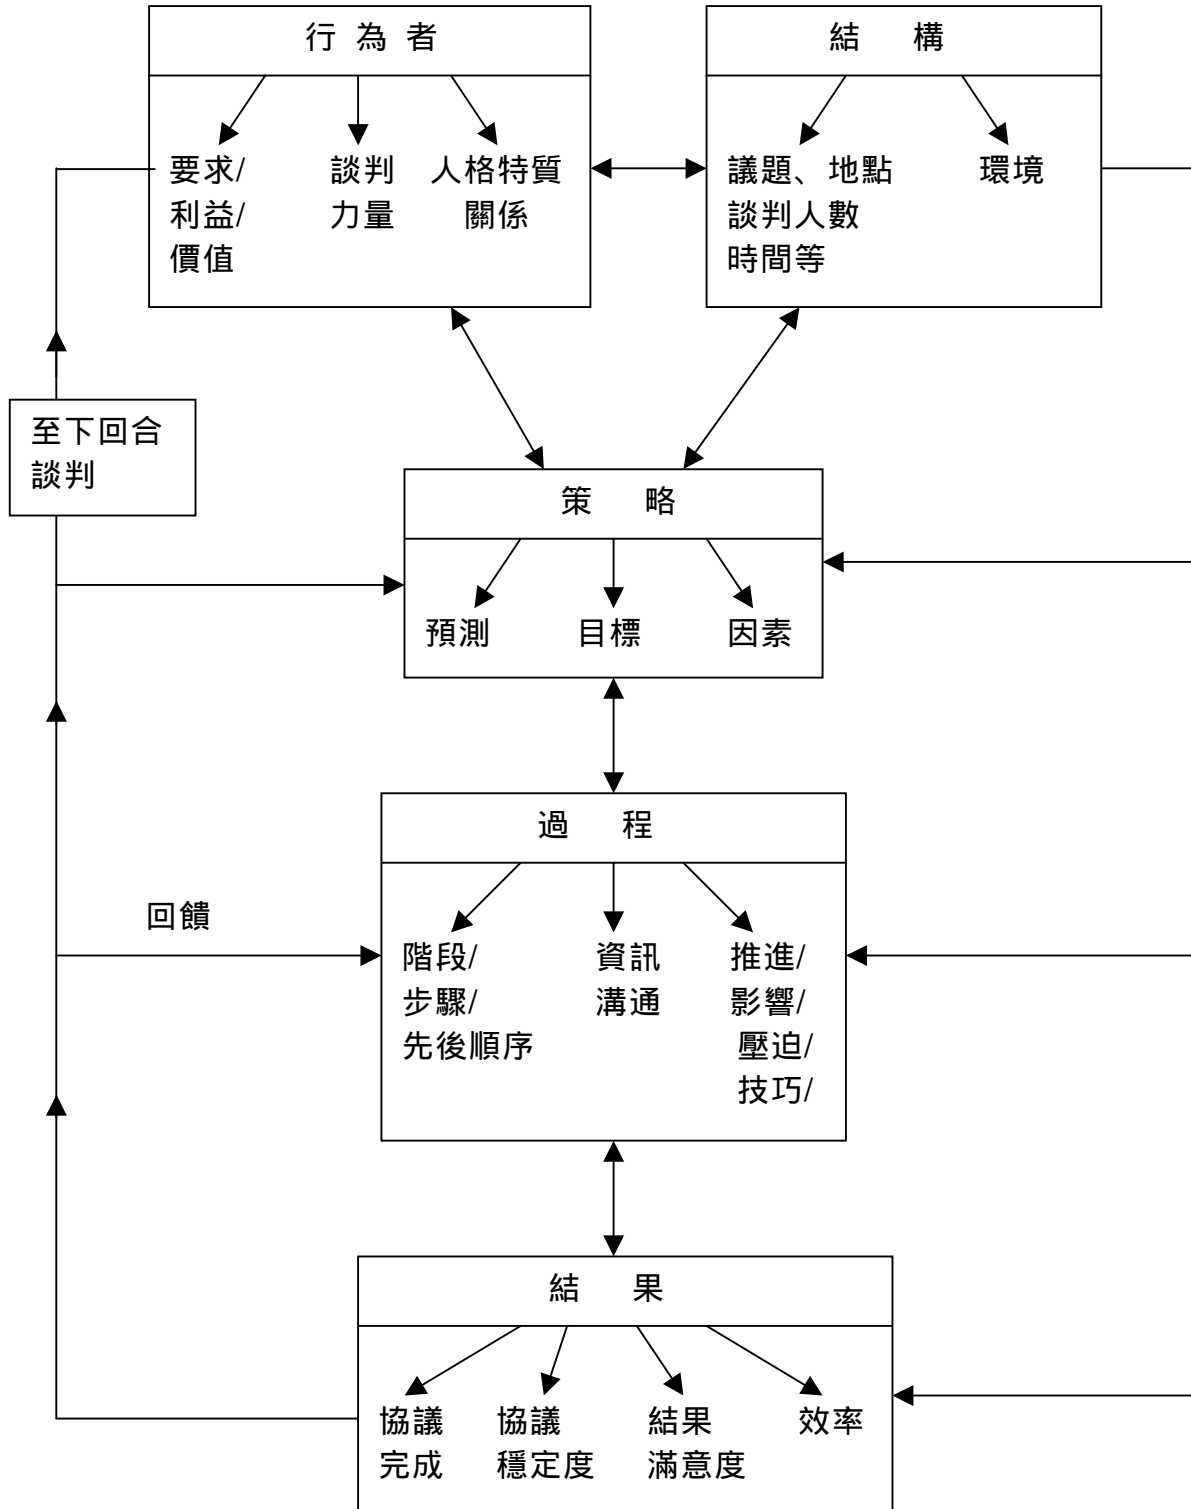 行 為 者
結 構
要求/
利益/
價值
談判
力量
人格特質
關係
議題、地點
談判人數
時間等
環境
至下回合
談判
策 略
預測
目標
因素
過 程
回饋
階段/
步驟/
先後順序
資訊
溝通
推進/
影響/
壓迫/
技巧/
結 果
協議
完成
協議
穩定度
結果
滿意度
效率